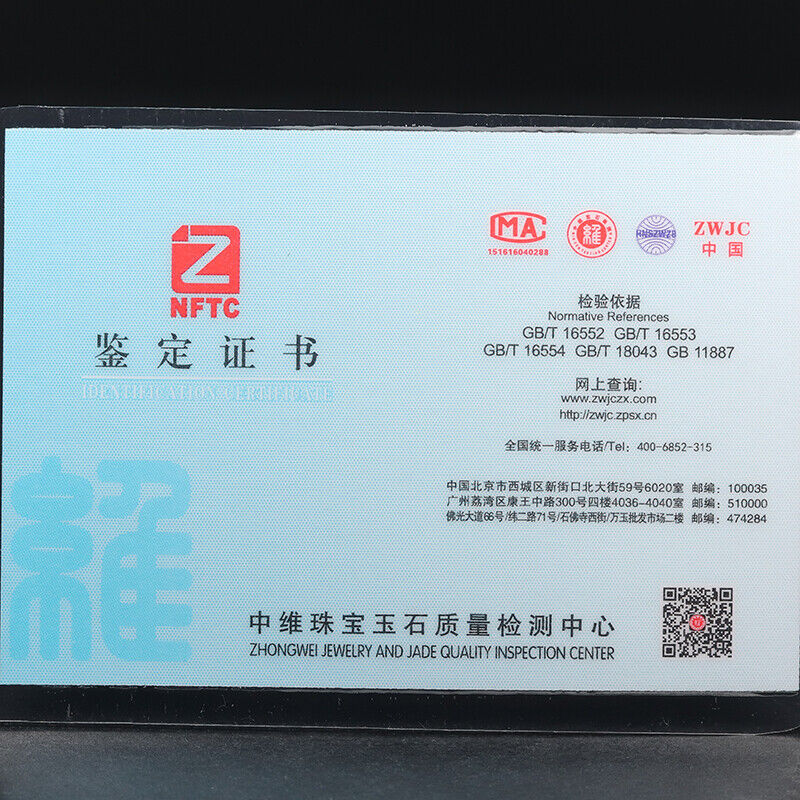 Z
NFTC
鉴定证书
IDENTIFICATION CERTIFICATE
維
CMA
151616040288
維
HNSZWZB
ZWJC
中国
检验依据
Normative References
GB/T 16552 GB/T 16553
GB/T 16554 GB/T 18043 GB 11887
网上查询:
www.zwjczx.com
http://zwjc.zpsx.cn
全国统一服务电话/Tel: 400-6852-315
中国北京市西城区新街口北大街59号6020室 邮编: 100035
广州荔湾区康王中路300号四楼4036-4040室 邮编: 510000
佛光大道66号/纬二路71号/石佛寺西街/万玉批发市场二楼 邮编: 474284
中维珠宝玉石质量检测中心
ZHONGWEI JEWELRY AND JADE QUALITY INSPECTION CENTER